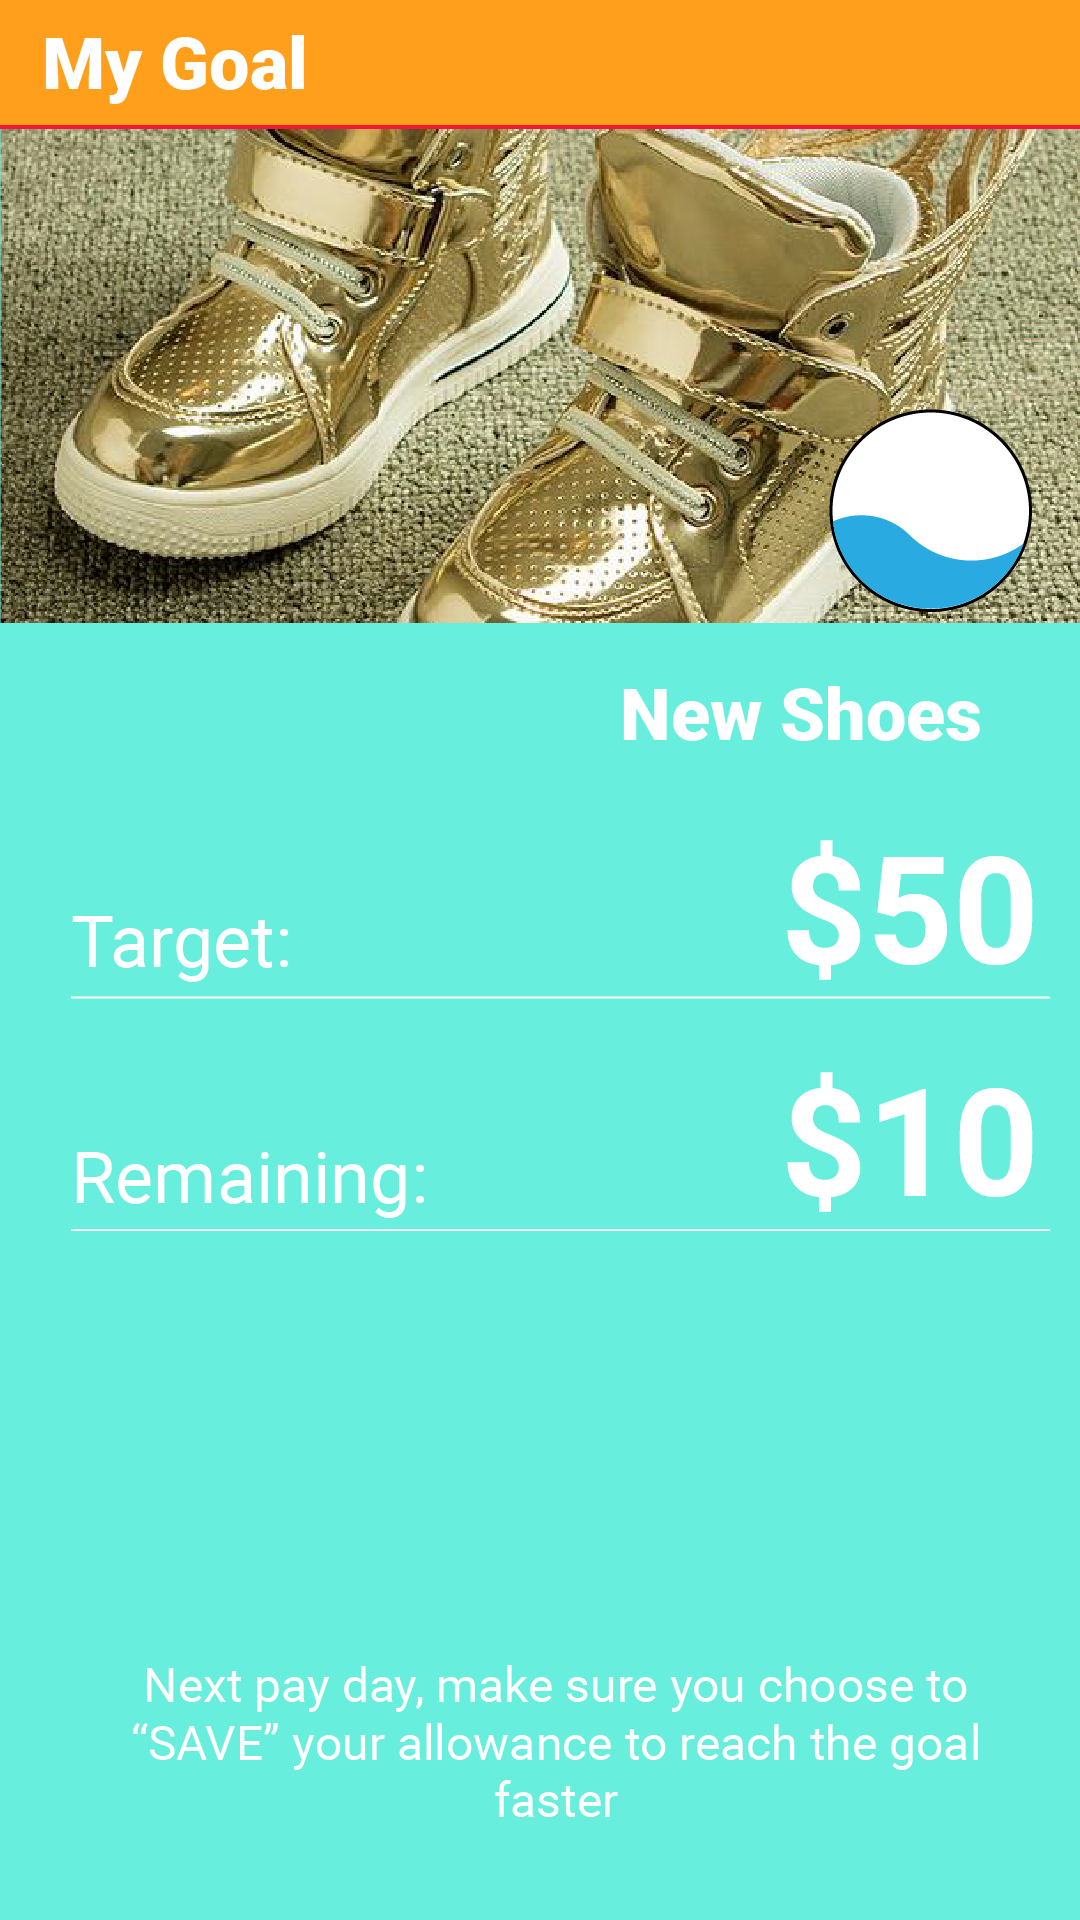 My Goal
New Shoes
$50
Target:
$10
Remaining:
Next pay day, make sure you choose to
“SAVE” your allowance to reach the goal
faster